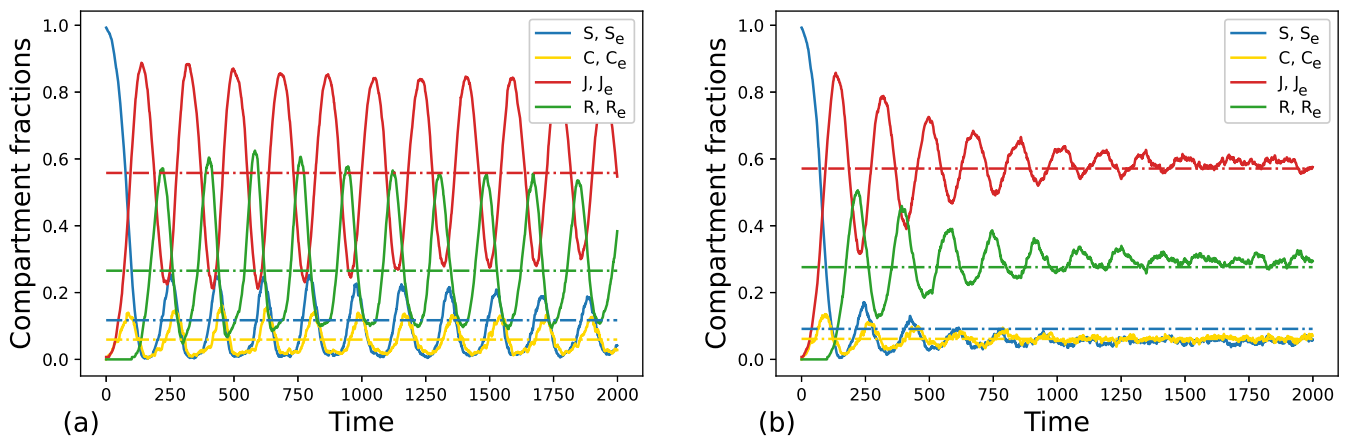 Compartment fractions
1.0
0.8
0.6
0.4
0.2
0.0
S, Se
C, Ce
J, Je
R, Re
0 250 500 750 1000 1250 1500 1750 2000
(a) Time
Compartment fractions
1.0
0.8
0.6
0.4
0.2
0.0
S, Se
C, Ce
J, Je
R, Re
0 250 500 750 1000 1250 1500 1750 2000
(b) Time